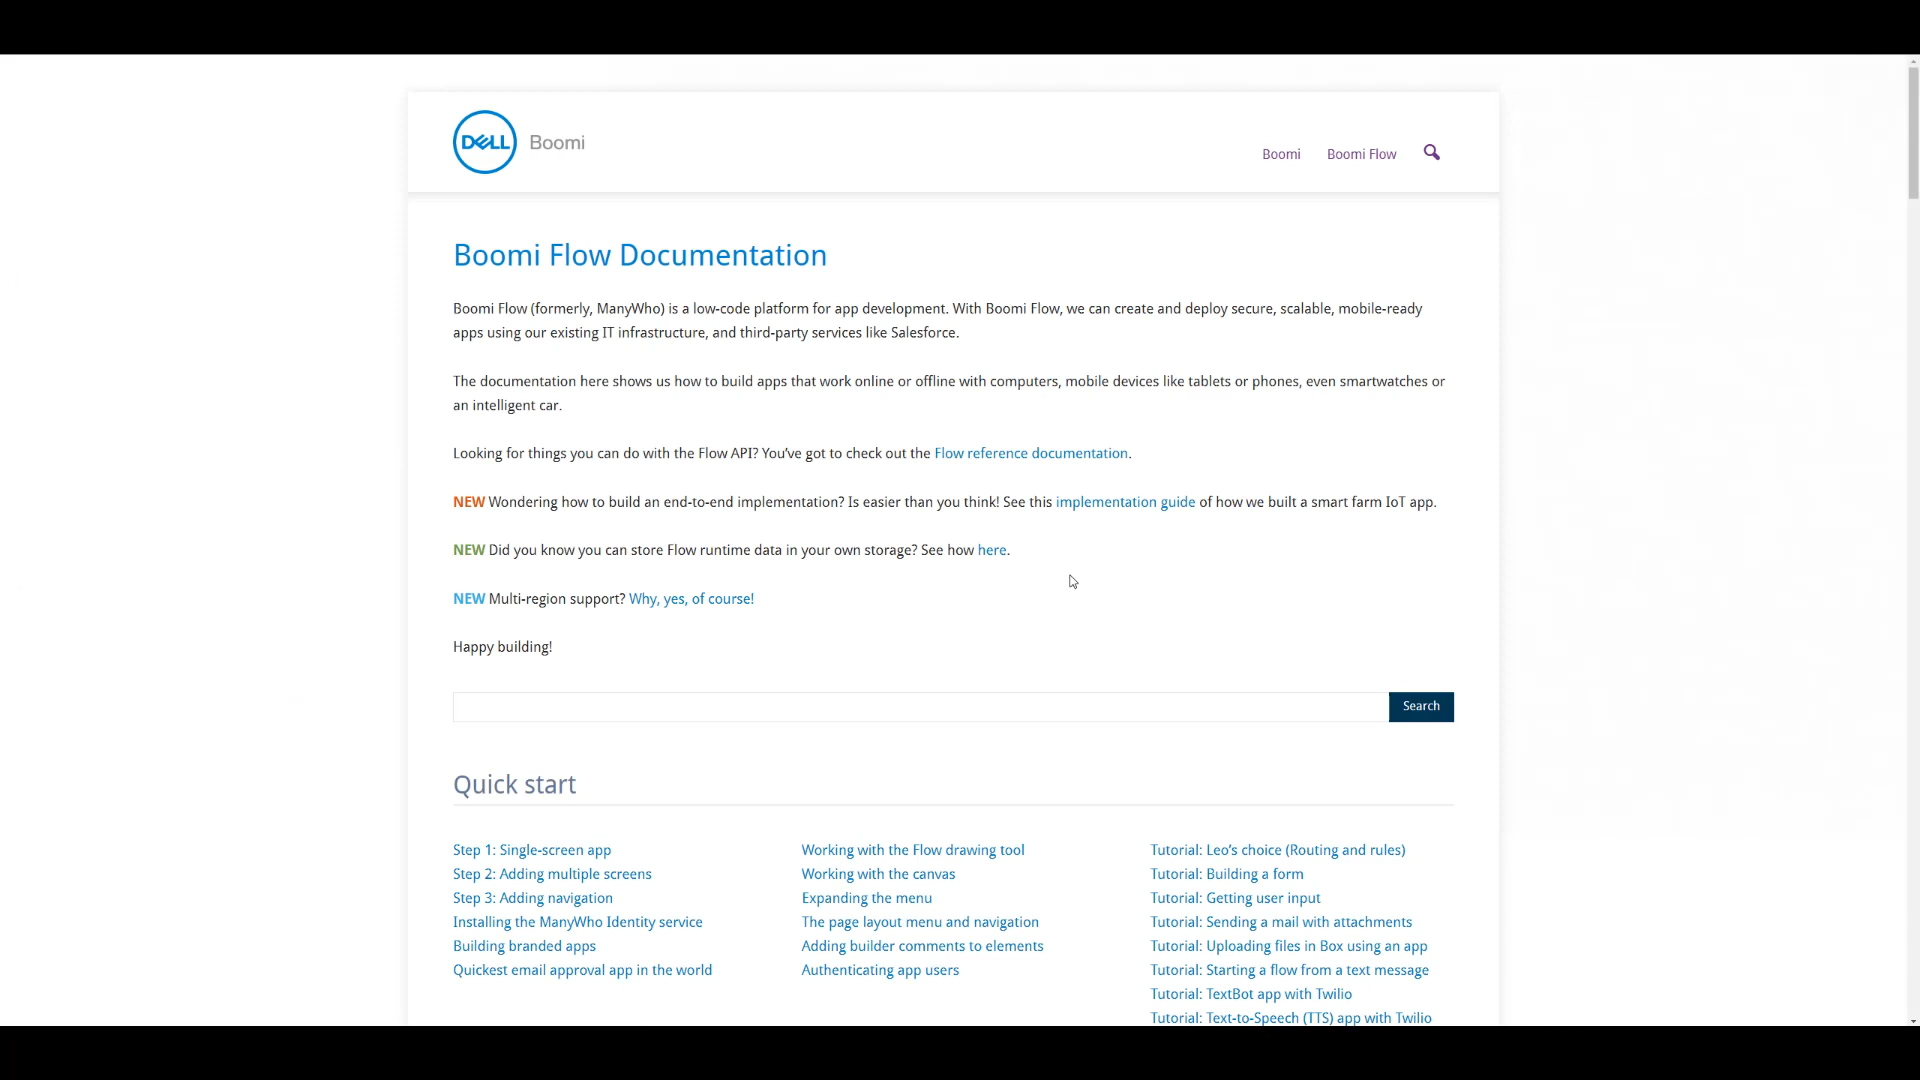 DELL Boomi
Boomi Boomi Flow
Boomi Flow Documentation
Boomi Flow (formerly, ManyWho) is a low-code platform for app development. With Boomi Flow, we can create and deploy secure, scalable, mobile-ready
apps using our existing IT infrastructure, and third-party services like Salesforce.
The documentation here shows us how to build apps that work online or offline with computers, mobile devices like tablets or phones, even smartwatches or
an intelligent car.
Looking for things you can do with the Flow API? You've got to check out the Flow reference documentation.
NEW Wondering how to build an end-to-end implementation? Is easier than you think! See this implementation guide of how we built a smart farm IoT app.
NEW Did you know you can store Flow runtime data in your own storage? See how here.
NEW Multi-region support? Why, yes, of course!
Happy building!
Search
Quick start
Step 1: Single-screen app
Step 2: Adding multiple screens
Step 3: Adding navigation
Installing the ManyWho Identity service
Building branded apps
Quickest email approval app in the world
Working with the Flow drawing tool
Working with the canvas
Expanding the menu
The page layout menu and navigation
Adding builder comments to elements
Authenticating app users
Tutorial: Leo's choice (Routing and rules)
Tutorial: Building a form
Tutorial: Getting user input
Tutorial: Sending a mail with attachments
Tutorial: Uploading files in Box using an app
Tutorial: Starting a flow from a text message
Tutorial: TextBot app with Twilio
Tutorial: Text-to-Speech (TTS) app with Twilio